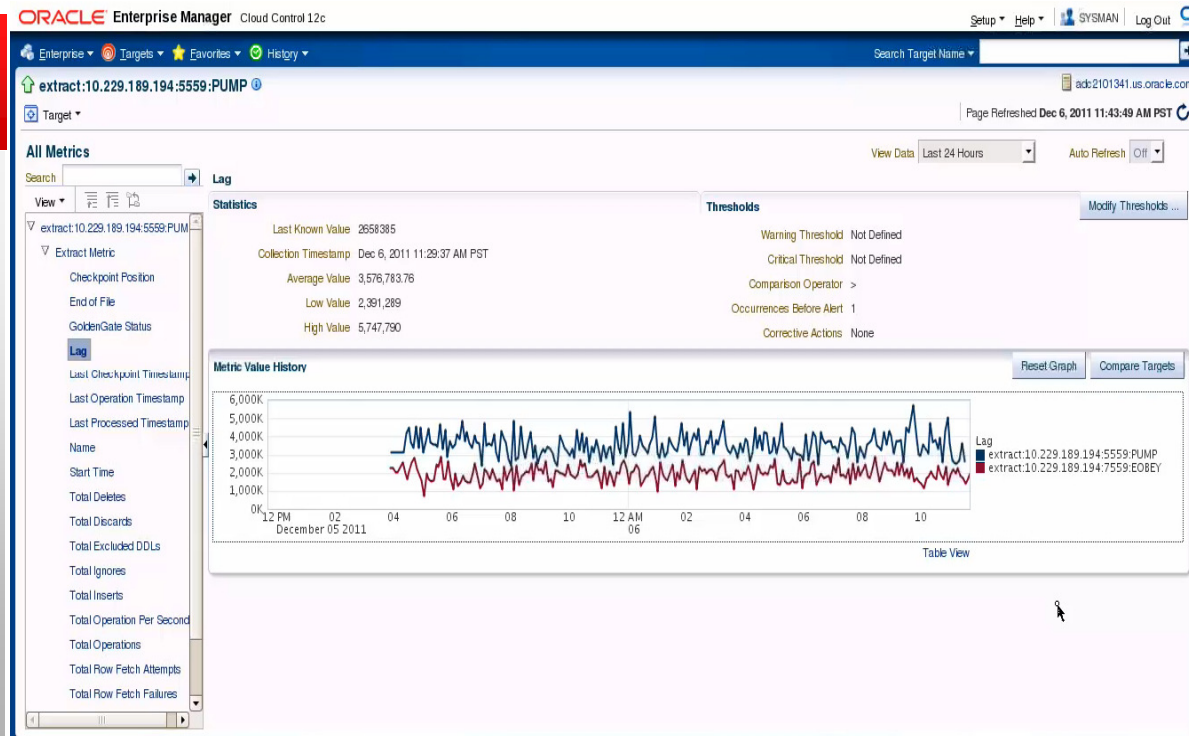 ORACLE Enterprise Manager Cloud Control 12c
Setup Help SYSMAN Log Out
Enterprise Targets Favorites History
Search Target Name
extract:10.229.189.194:5559:PUMP
adc2101341.us.oracle.com
Target
Page Refreshed Dec 6, 2011 11:43:49 AM PST
All Metrics
View Data Last 24 Hours
Auto Refresh Off
Search
View
extract:10.229.189.194:5559:PUM
Extract Metric
Checkpoint Position
End of File
GoldenGate Status
Lag
Last Checkpoint Timestamp
Last Operation Timestamp
Last Processed Timestamp
Name
Start Time
Total Deletes
Total Discards
Total Excluded DDLs
Total Ignores
Total Inserts
Total Operation Per Second
Total Operations
Total Row Fetch Attempts
Total Row Fetch Failures
Lag
Statistics
Last Known Value 2658385
Collection Timestamp Dec 6, 2011 11:29:37 AM PST
Average Value 3,576,783.76
Low Value 2,391,289
High Value 5,747,790
Thresholds
Modify Thresholds ...
Warning Threshold Not Defined
Critical Threshold Not Defined
Comparison Operator >
Occurrences Before Alert 1
Corrective Actions None
Metric Value History
Reset Graph
Compare Targets
6,000K
5,000K
4,000K
3,000K
2,000K
1,000K
0K
12 PM 02 04 06 08 10 12 AM 02 04 06 08 10
December 05 2011 06
Lag
extract:10.229.189.194:5559:PUMP
extract:10.229.189.194:7559:EOBEY
Table View